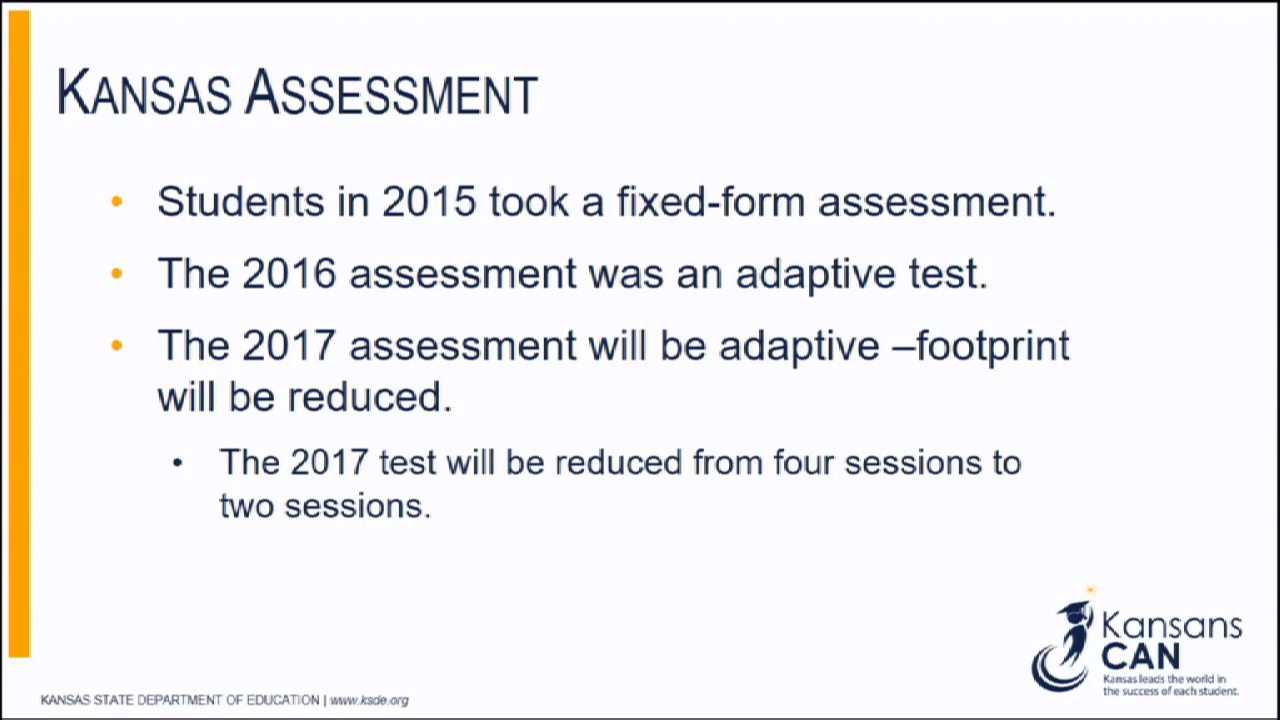 KANSAS ASSESSMENT
• Students in 2015 took a fixed-form assessment.
• The 2016 assessment was an adaptive test.
• The 2017 assessment will be adaptive –footprint
will be reduced.
• The 2017 test will be reduced from four sessions to
two sessions.
Kansans
CAN
Kansas leads the world in
the success of each student.
KANSAS STATE DEPARTMENT OF EDUCATION | www.ksde.org